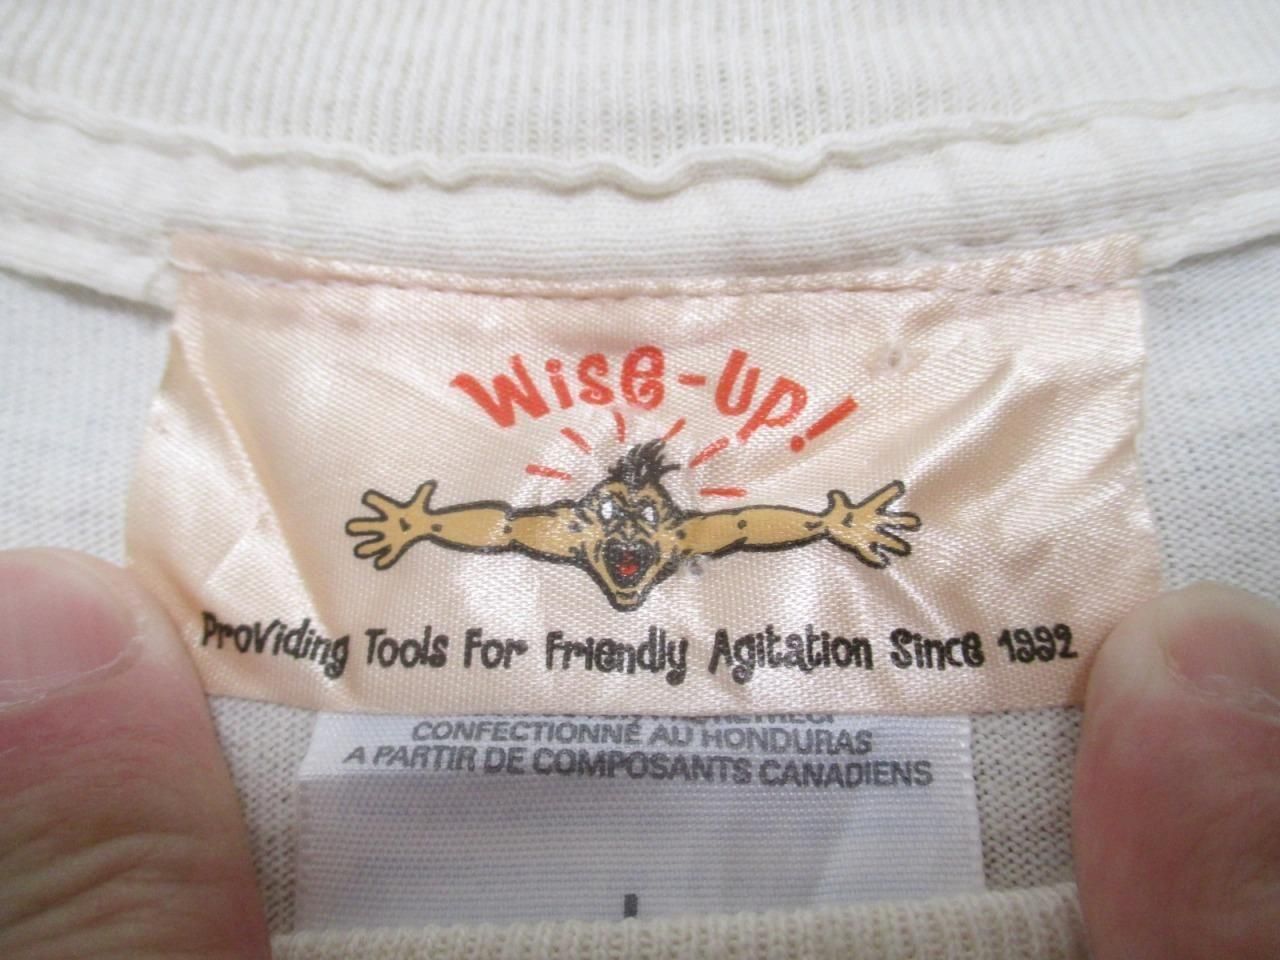 Wise-Up!
Providing Tools For Friendly Agitation Since 1992
CONFECTIONNÉ AU HONDURAS
A PARTIR DE COMPOSANTS CANADIENS